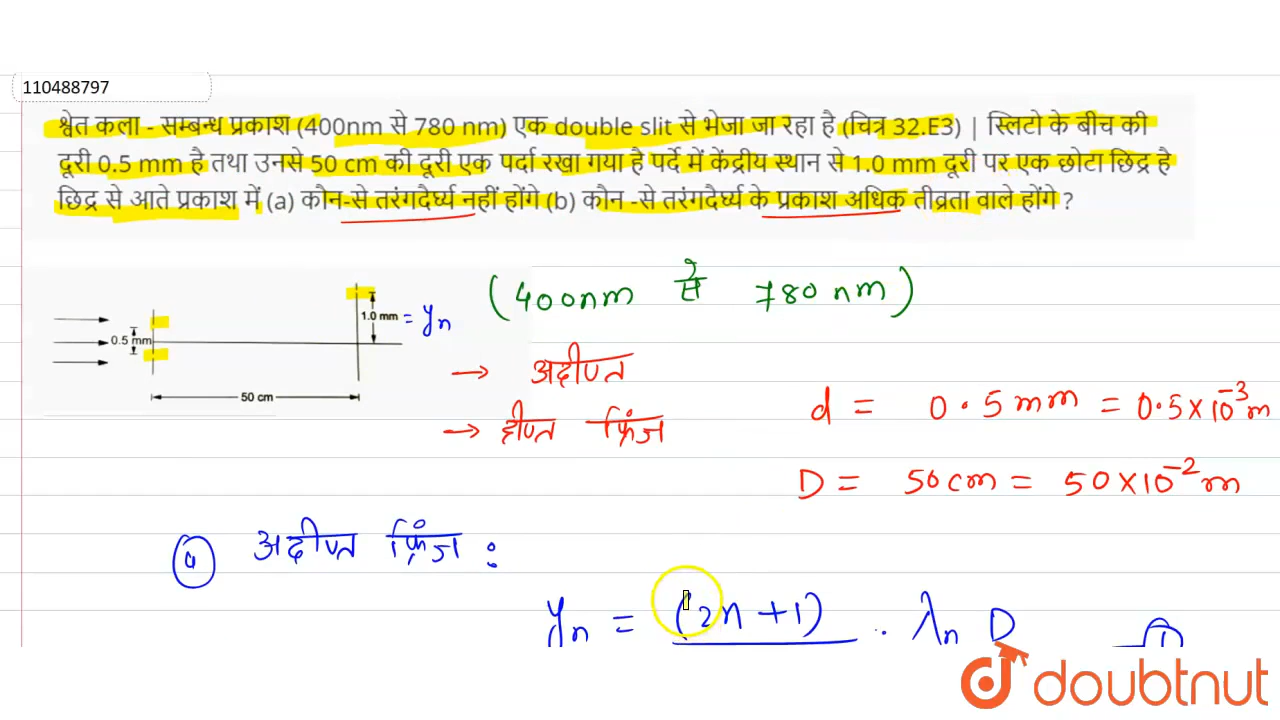 110488797
श्वेत कला - सम्बन्ध प्रकाश (400nm से 780 nm) एक double slit से भेजा जा रहा है (चित्र 32.E3) | स्लिटो के बीच की
दूरी 0.5 mm है तथा उनसे 50 cm की दूरी एक पर्दा रखा गया है पर्दे में केंद्रीय स्थान से 1.0 mm दूरी पर एक छोटा छिद्र है
छिद्र से आते प्रकाश में (a) कौन-से तरंगदैर्घ्य नहीं होंगे (b) कौन -से तरंगदैर्घ्य के प्रकाश अधिक तीव्रता वाले होंगे ?
(400nm से 780 nm)
0.5 mm
1.0 mm = yn
50 cm
→ अदीप्त
→ दीप्त फ्रिंज
d = 0.5 mm = 0.5×10⁻³ m
D = 50 cm = 50×10⁻² m
(a) अदीप्त फ्रिंज :
yn = (2n+1) . λn D
doubtnut